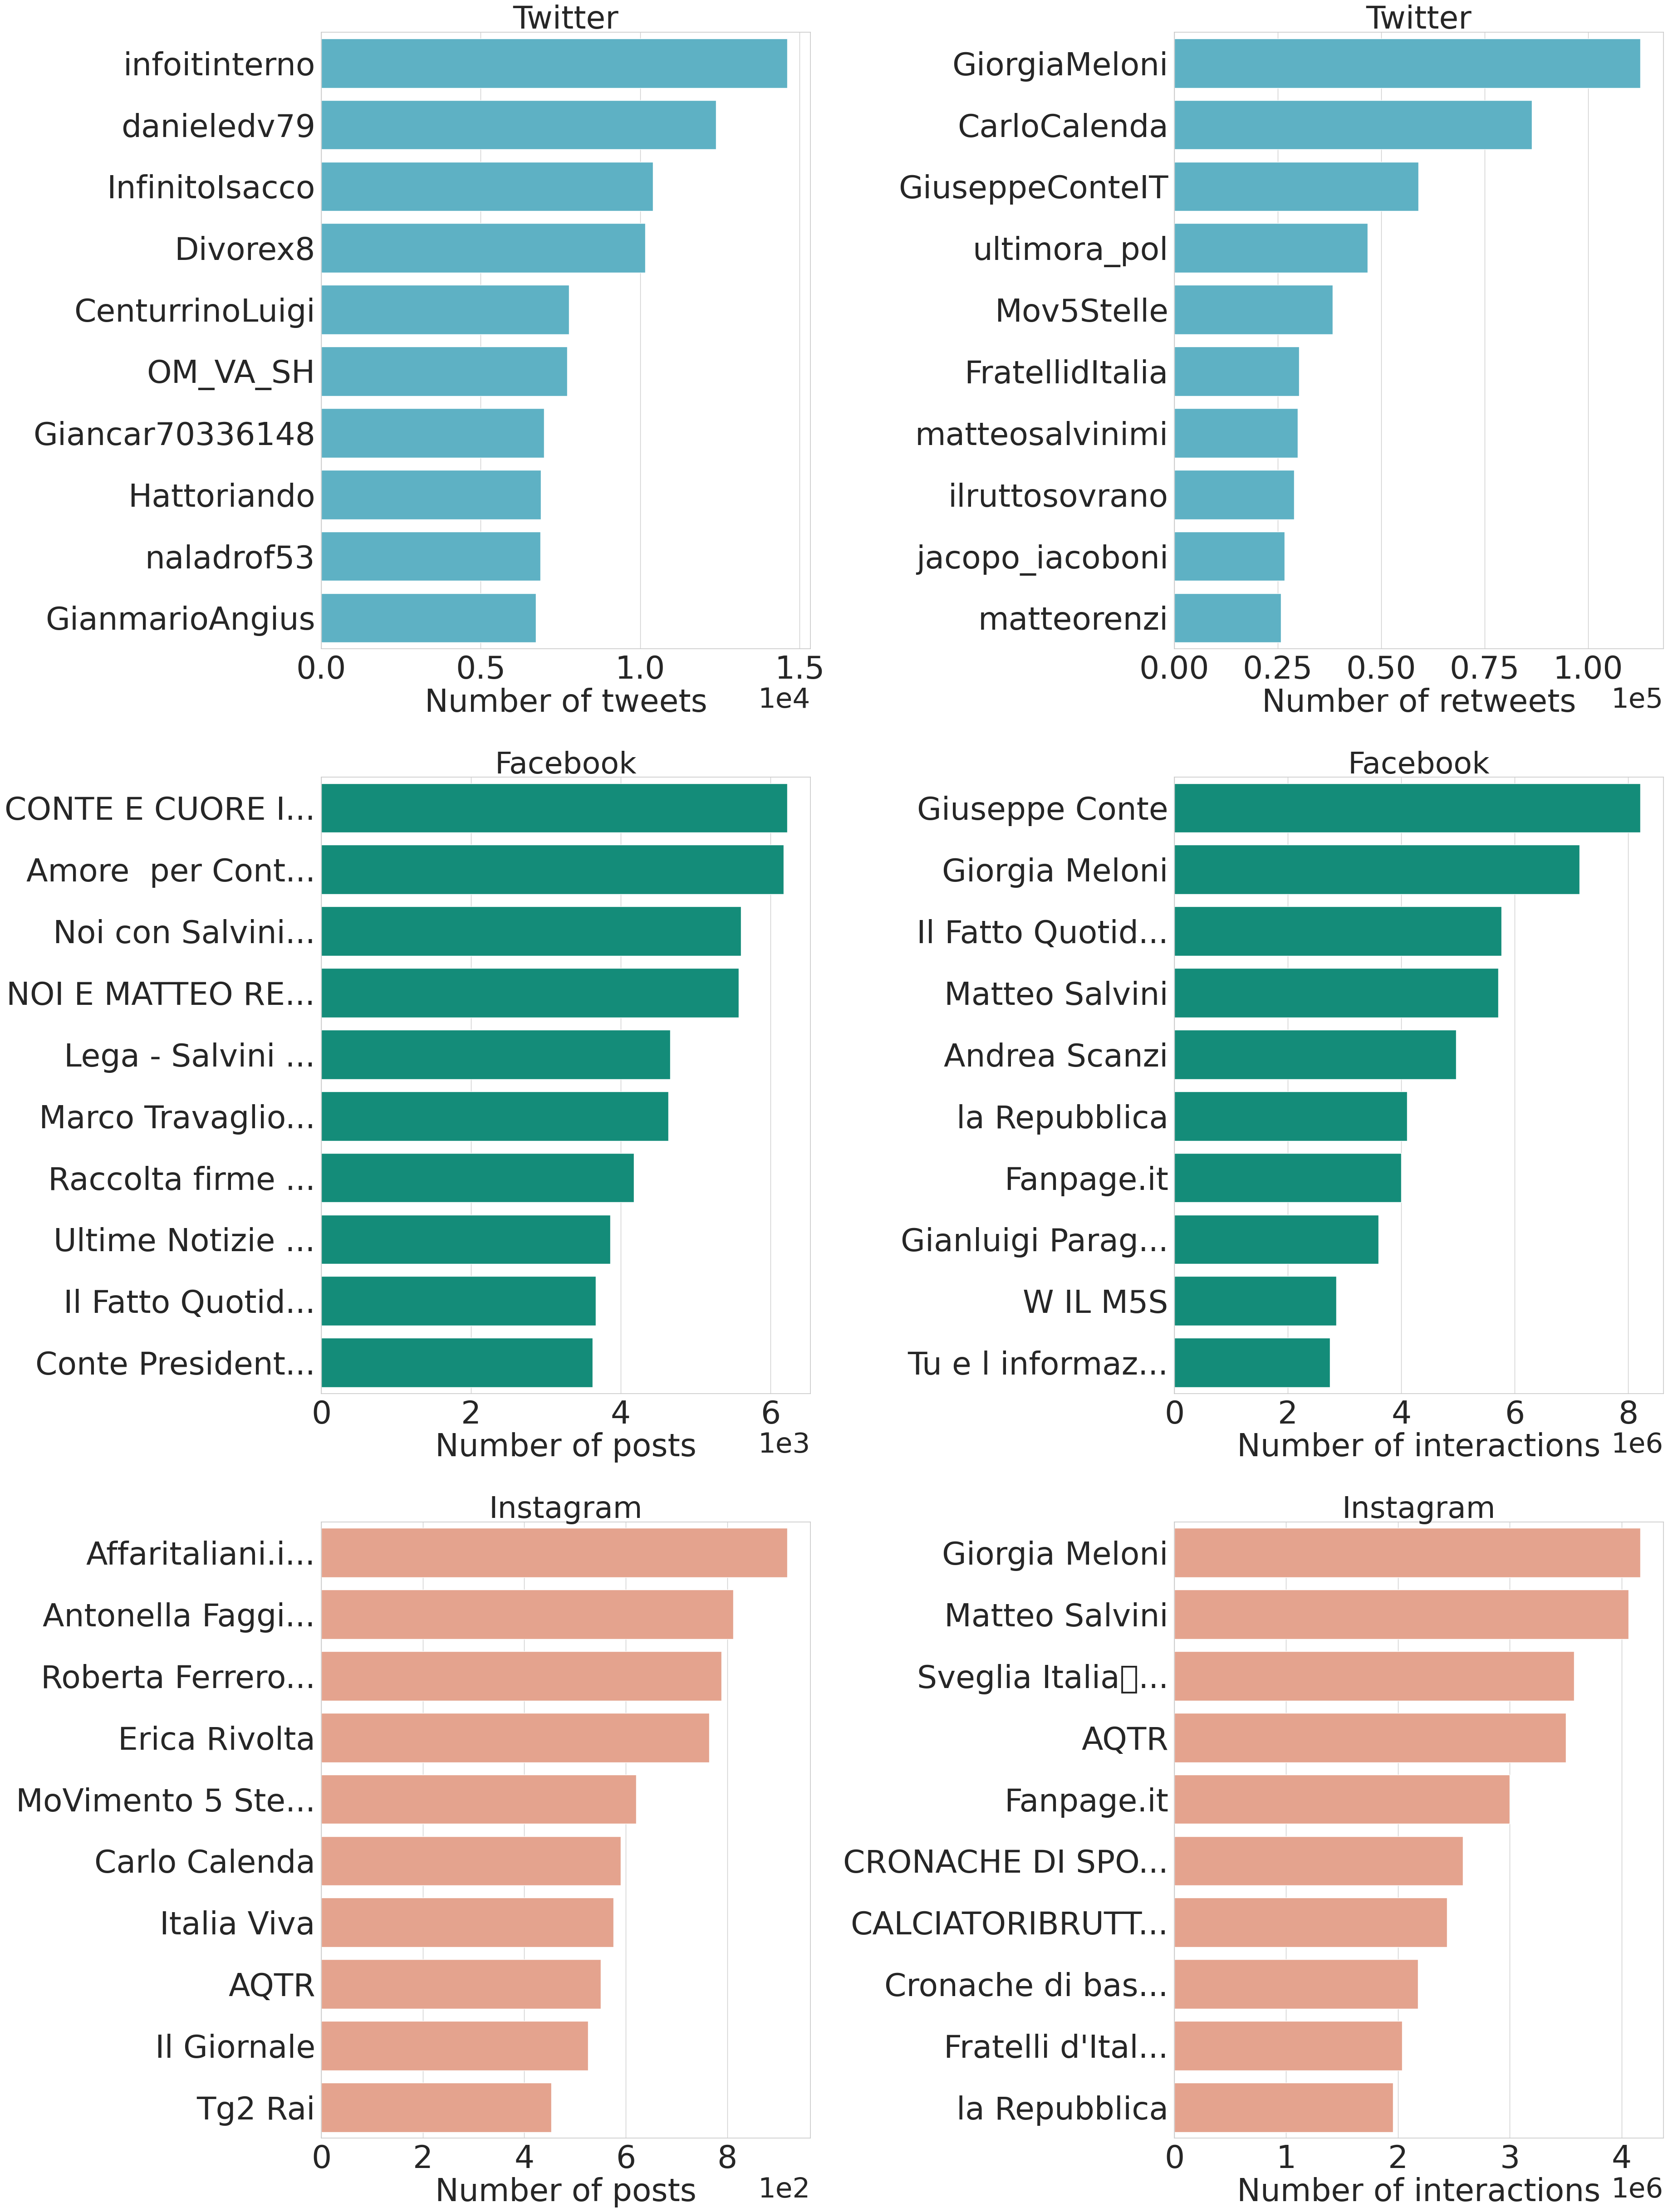 Twitter
infoitinterno
danieledv79
InfinitoIsacco
Divorex8
CenturrinoLuigi
OM_VA_SH
Giancar70336148
Hattoriando
naladrof53
GianmarioAngius
0.0 0.5 1.0 1.5
Number of tweets 1e4
Twitter
GiorgiaMeloni
CarloCalenda
GiuseppeConteIT
ultimora_pol
Mov5Stelle
FratellidItalia
matteosalvinimi
ilruttosovrano
jacopo_iacoboni
matteorenzi
0.00 0.25 0.50 0.75 1.00
Number of retweets 1e5
Facebook
CONTE E CUORE I...
Amore  per Cont...
Noi con Salvini...
NOI E MATTEO RE...
Lega - Salvini ...
Marco Travaglio...
Raccolta firme ...
Ultime Notizie ...
Il Fatto Quotid...
Conte President...
0 2 4 6
Number of posts 1e3
Facebook
Giuseppe Conte
Giorgia Meloni
Il Fatto Quotid...
Matteo Salvini
Andrea Scanzi
la Repubblica
Fanpage.it
Gianluigi Parag...
W IL M5S
Tu e l informaz...
0 2 4 6 8
Number of interactions 1e6
Instagram
Affaritaliani.i...
Antonella Faggi...
Roberta Ferrero...
Erica Rivolta
MoVimento 5 Ste...
Carlo Calenda
Italia Viva
AQTR
Il Giornale
Tg2 Rai
0 2 4 6 8
Number of posts 1e2
Instagram
Giorgia Meloni
Matteo Salvini
Sveglia Italia▯...
AQTR
Fanpage.it
CRONACHE DI SPO...
CALCIATORIBRUTT...
Cronache di bas...
Fratelli d'Ital...
la Repubblica
0 1 2 3 4
Number of interactions 1e6